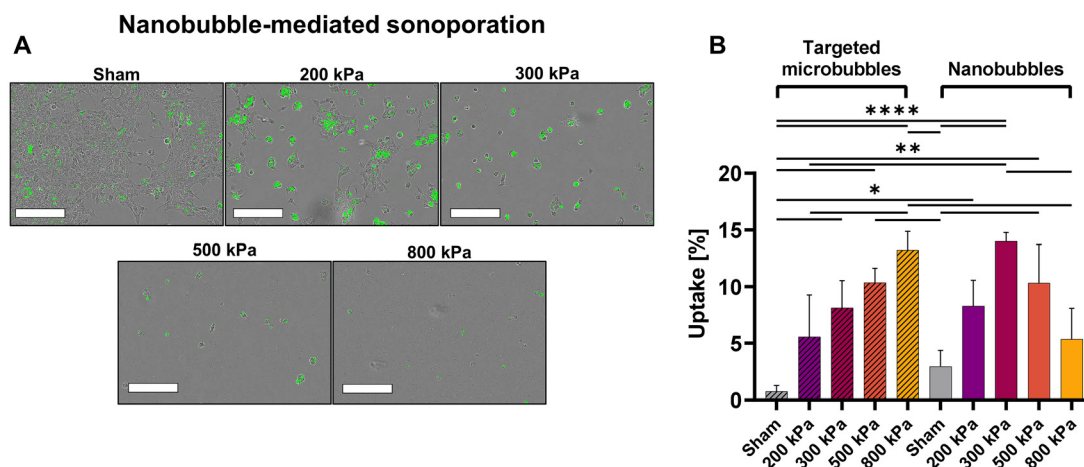 Nanobubble-mediated sonoporation
A
Sham
200 kPa
300 kPa
500 kPa
800 kPa
B
Targeted
microbubbles
Nanobubbles
****
**
*
Uptake [%]
20
15
10
5
0
Sham
200 kPa
300 kPa
500 kPa
800 kPa
Sham
200 kPa
300 kPa
500 kPa
800 kPa